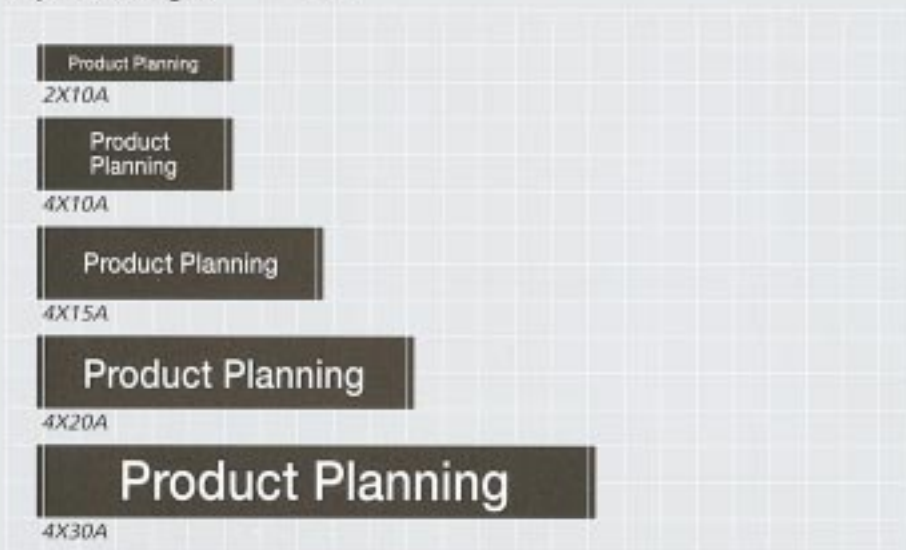 Product Planning
2X10A
Product
Planning
4X10A
Product Planning
4X15A
Product Planning
4X20A
Product Planning
4X30A